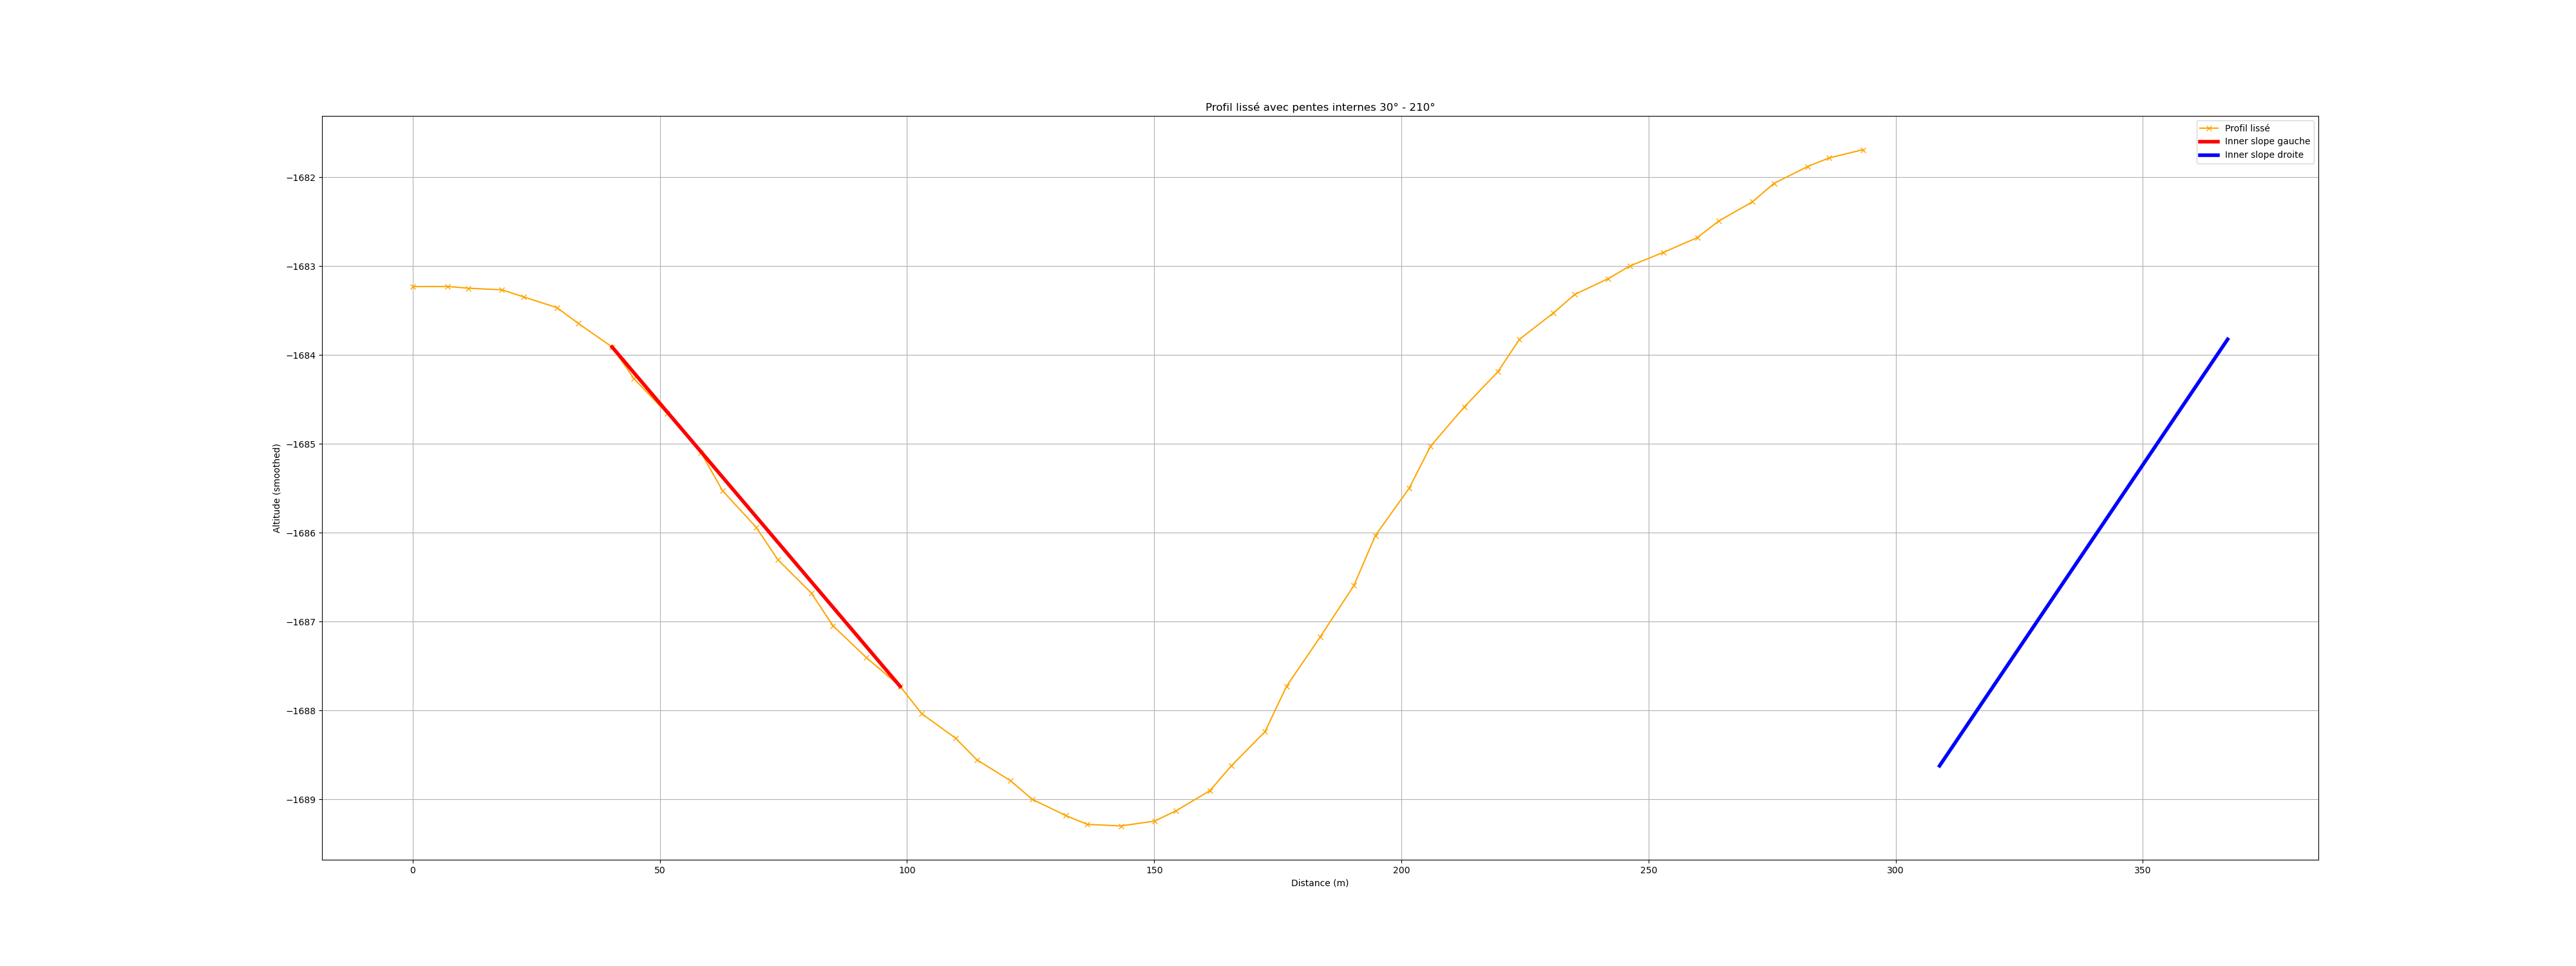 Profil lissé avec pentes internes 30° - 210°
Profil lissé
Inner slope gauche
Inner slope droite
Altitude (smoothed)
−1682
−1683
−1684
−1685
−1686
−1687
−1688
−1689
0
50
100
150
200
250
300
350
Distance (m)